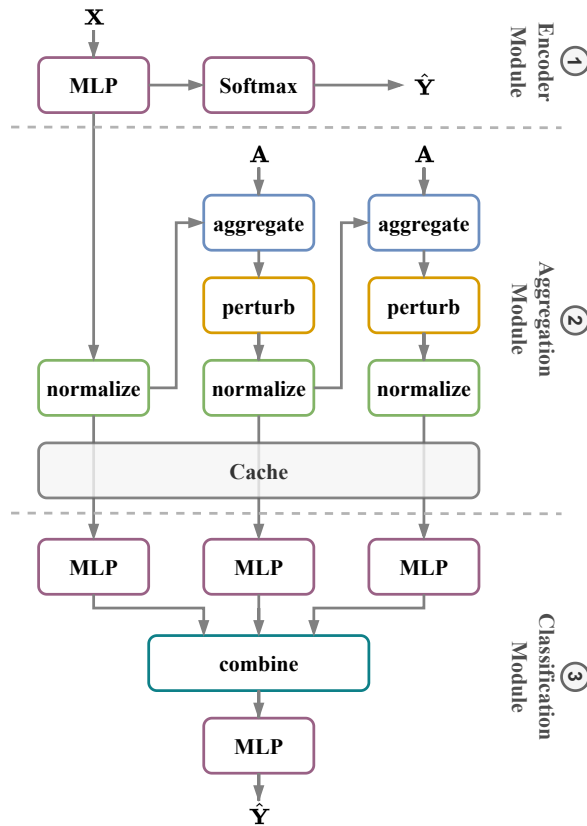 X
MLP
Softmax
Ŷ
Encoder
Module
1
A
A
aggregate
aggregate
perturb
perturb
normalize
normalize
normalize
Aggregation
Module
2
Cache
MLP
MLP
MLP
combine
MLP
Ŷ
Classification
Module
3